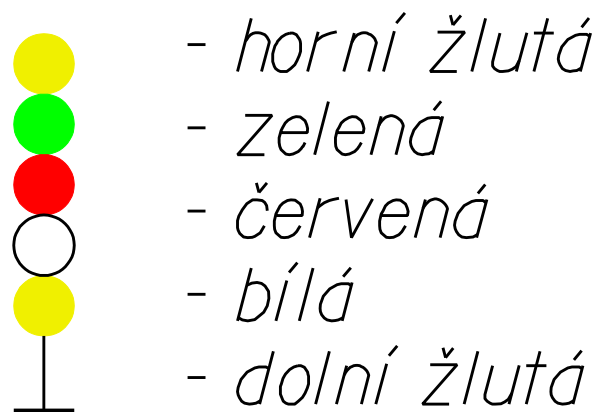 - horní žlutá
- zelená
- červená
- bílá
- dolní žlutá